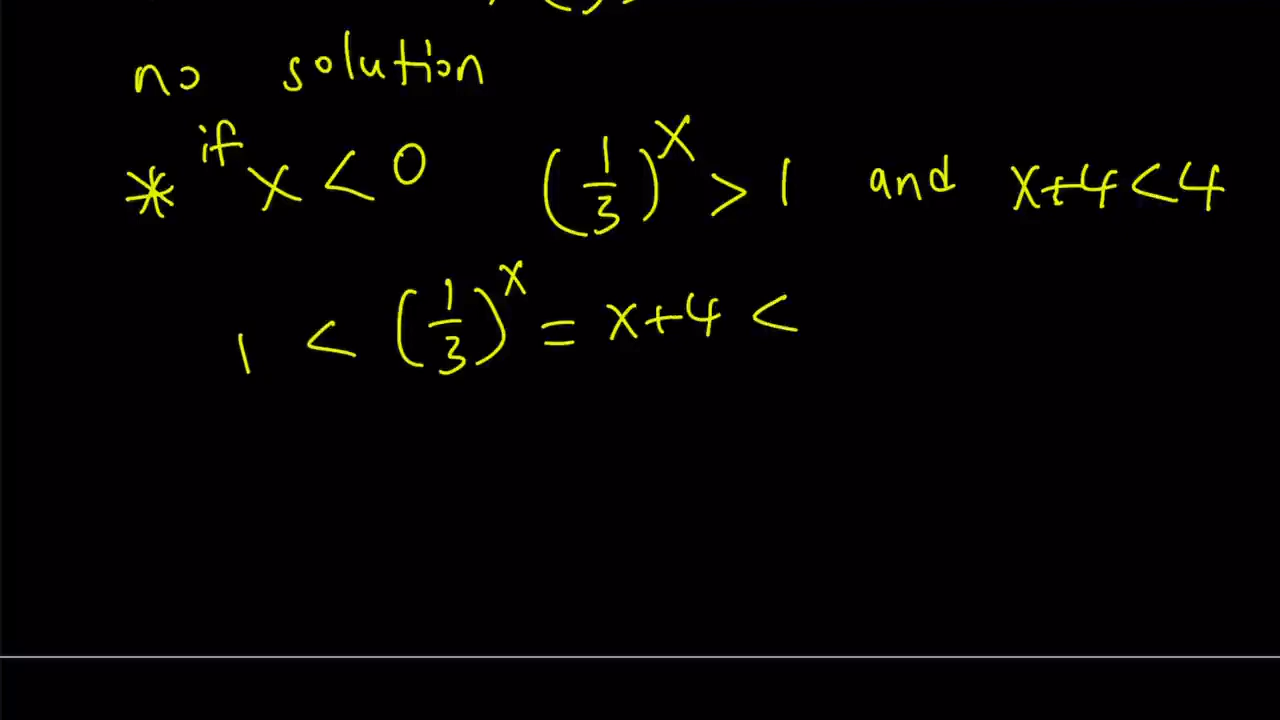 no solution
* if x < 0 (1/3)^x > 1 and x+4 < 4
1 < (1/3)^x = x+4 <